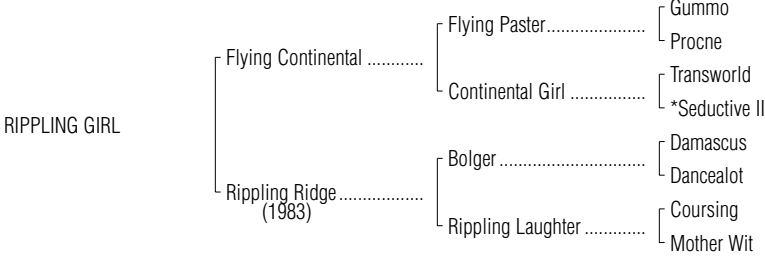 Gummo
Flying Paster.....................
Procne
Flying Continental ............
Transworld
Continental Girl ................
*Seductive II
RIPPLING GIRL
Damascus
Bolger...............................
Dancealot
Rippling Ridge..................
(1983)
Coursing
Rippling Laughter .............
Mother Wit